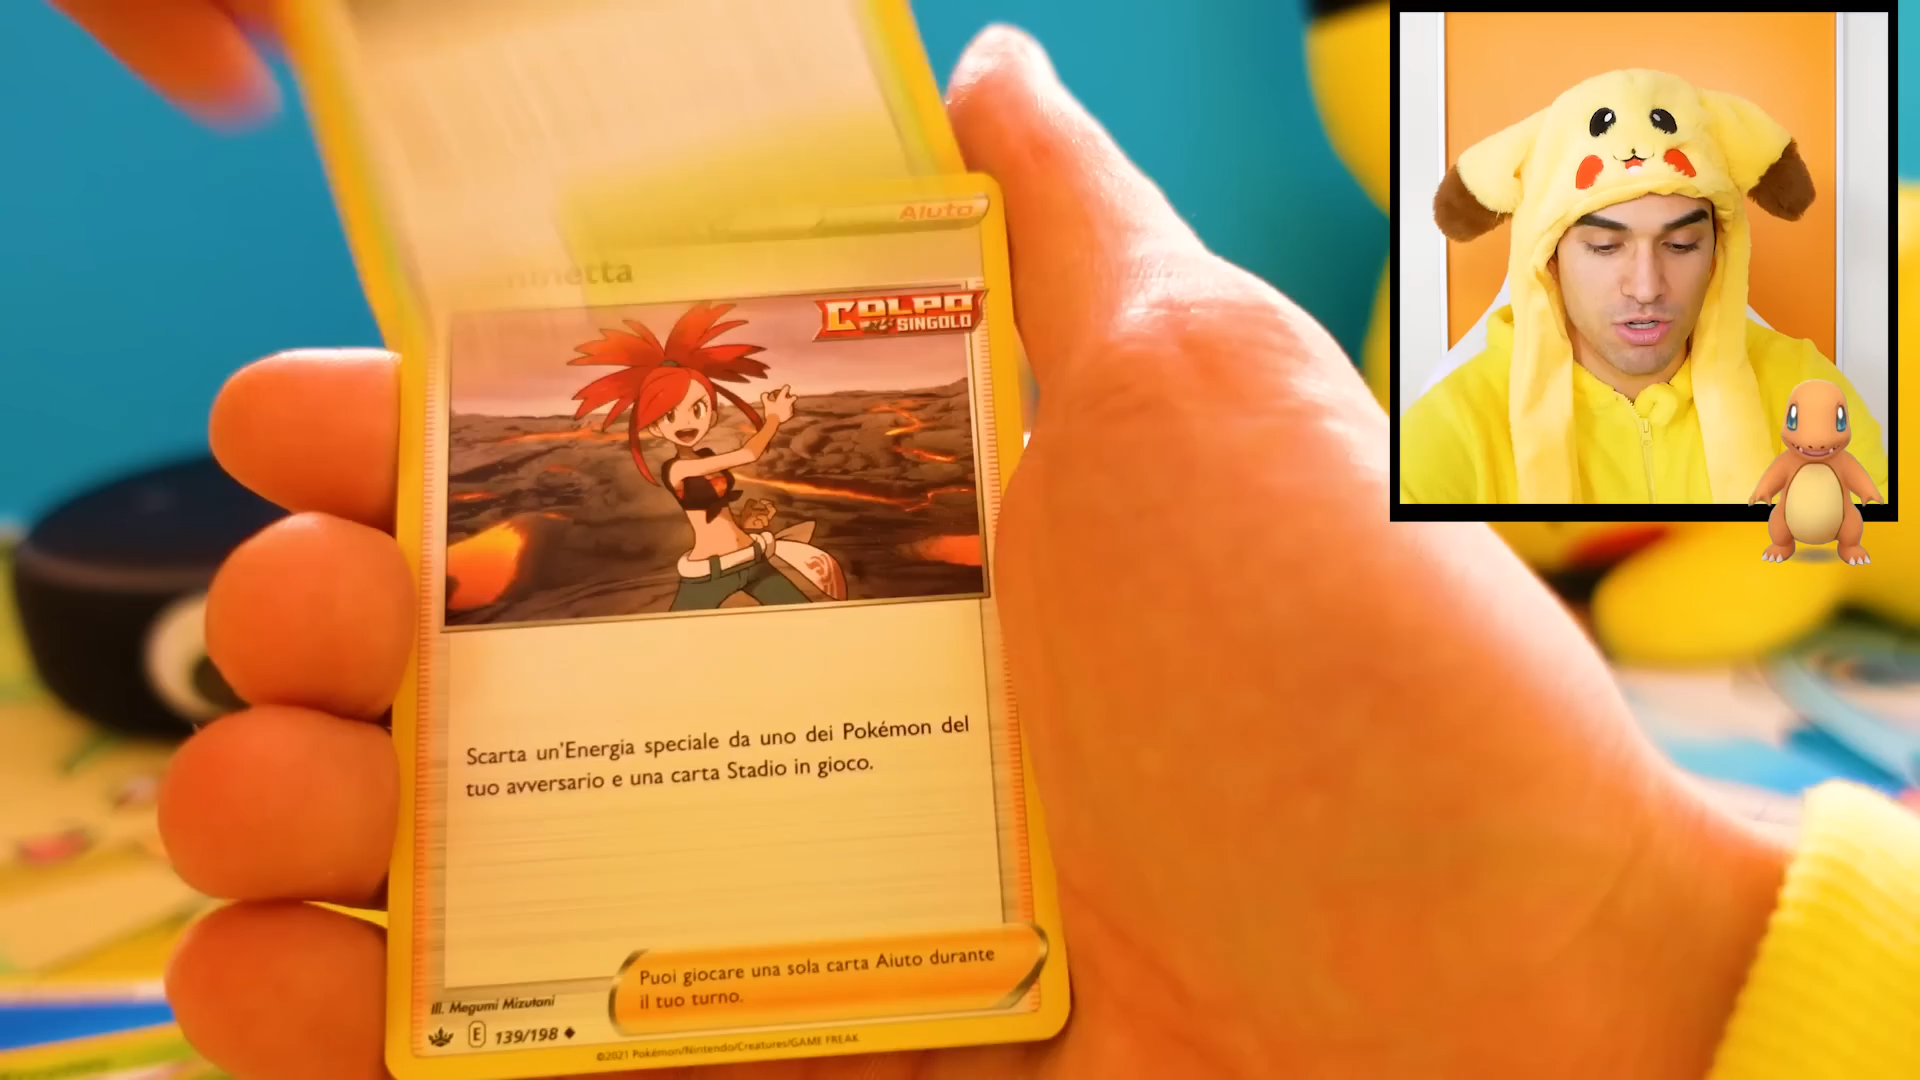 Aiuto
COLPO
SINGOLO
Scarta un'Energia speciale da uno dei Pokémon del
tuo avversario e una carta Stadio in gioco.
Puoi giocare una sola carta Aiuto durante
il tuo turno.
Ill. Megumi Mizutani
E 139/198
©2021 Pokémon/Nintendo/Creatures/GAME FREAK